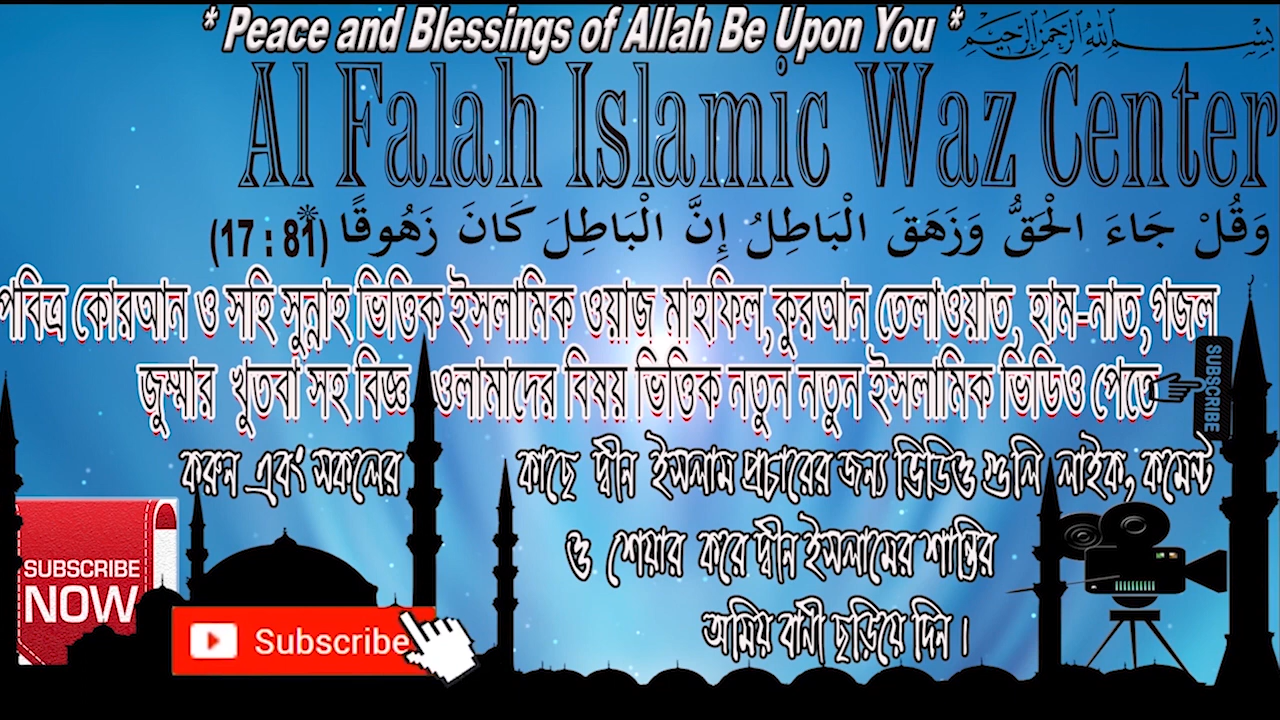 * Peace and Blessings of Allah Be Upon You *
بِسْمِ اللهِ الرَّحْمٰنِ الرَّحِيْمِ
Al Falah Islamic Waz Center
وَقُلْ جَاءَ الْحَقُّ وَزَهَقَ الْبَاطِلُ إِنَّ الْبَاطِلَ كَانَ زَهُوقًا (17 : 81)
পবিত্র কোরআন ও সহি সুন্নাহ ভিত্তিক ইসলামিক ওয়াজ মাহফিল,কুরআন তেলাওয়াত, হাম-নাত,গজল
জুম্মার খুতবা সহ বিজ্ঞ ওলামাদের বিষয় ভিত্তিক নতুন নতুন ইসলামিক ভিডিও পেতে
SUBSCRIBE
করুন এবং সকলের কাছে দ্বীন ইসলাম প্রচারের জন্য ভিডিও গুলি লাইক, কমেন্ট
ও শেয়ার করে দ্বীন ইসলামের শান্তির
অমিয় বাণী ছড়িয়ে দিন।
SUBSCRIBE
NOW
Subscribe